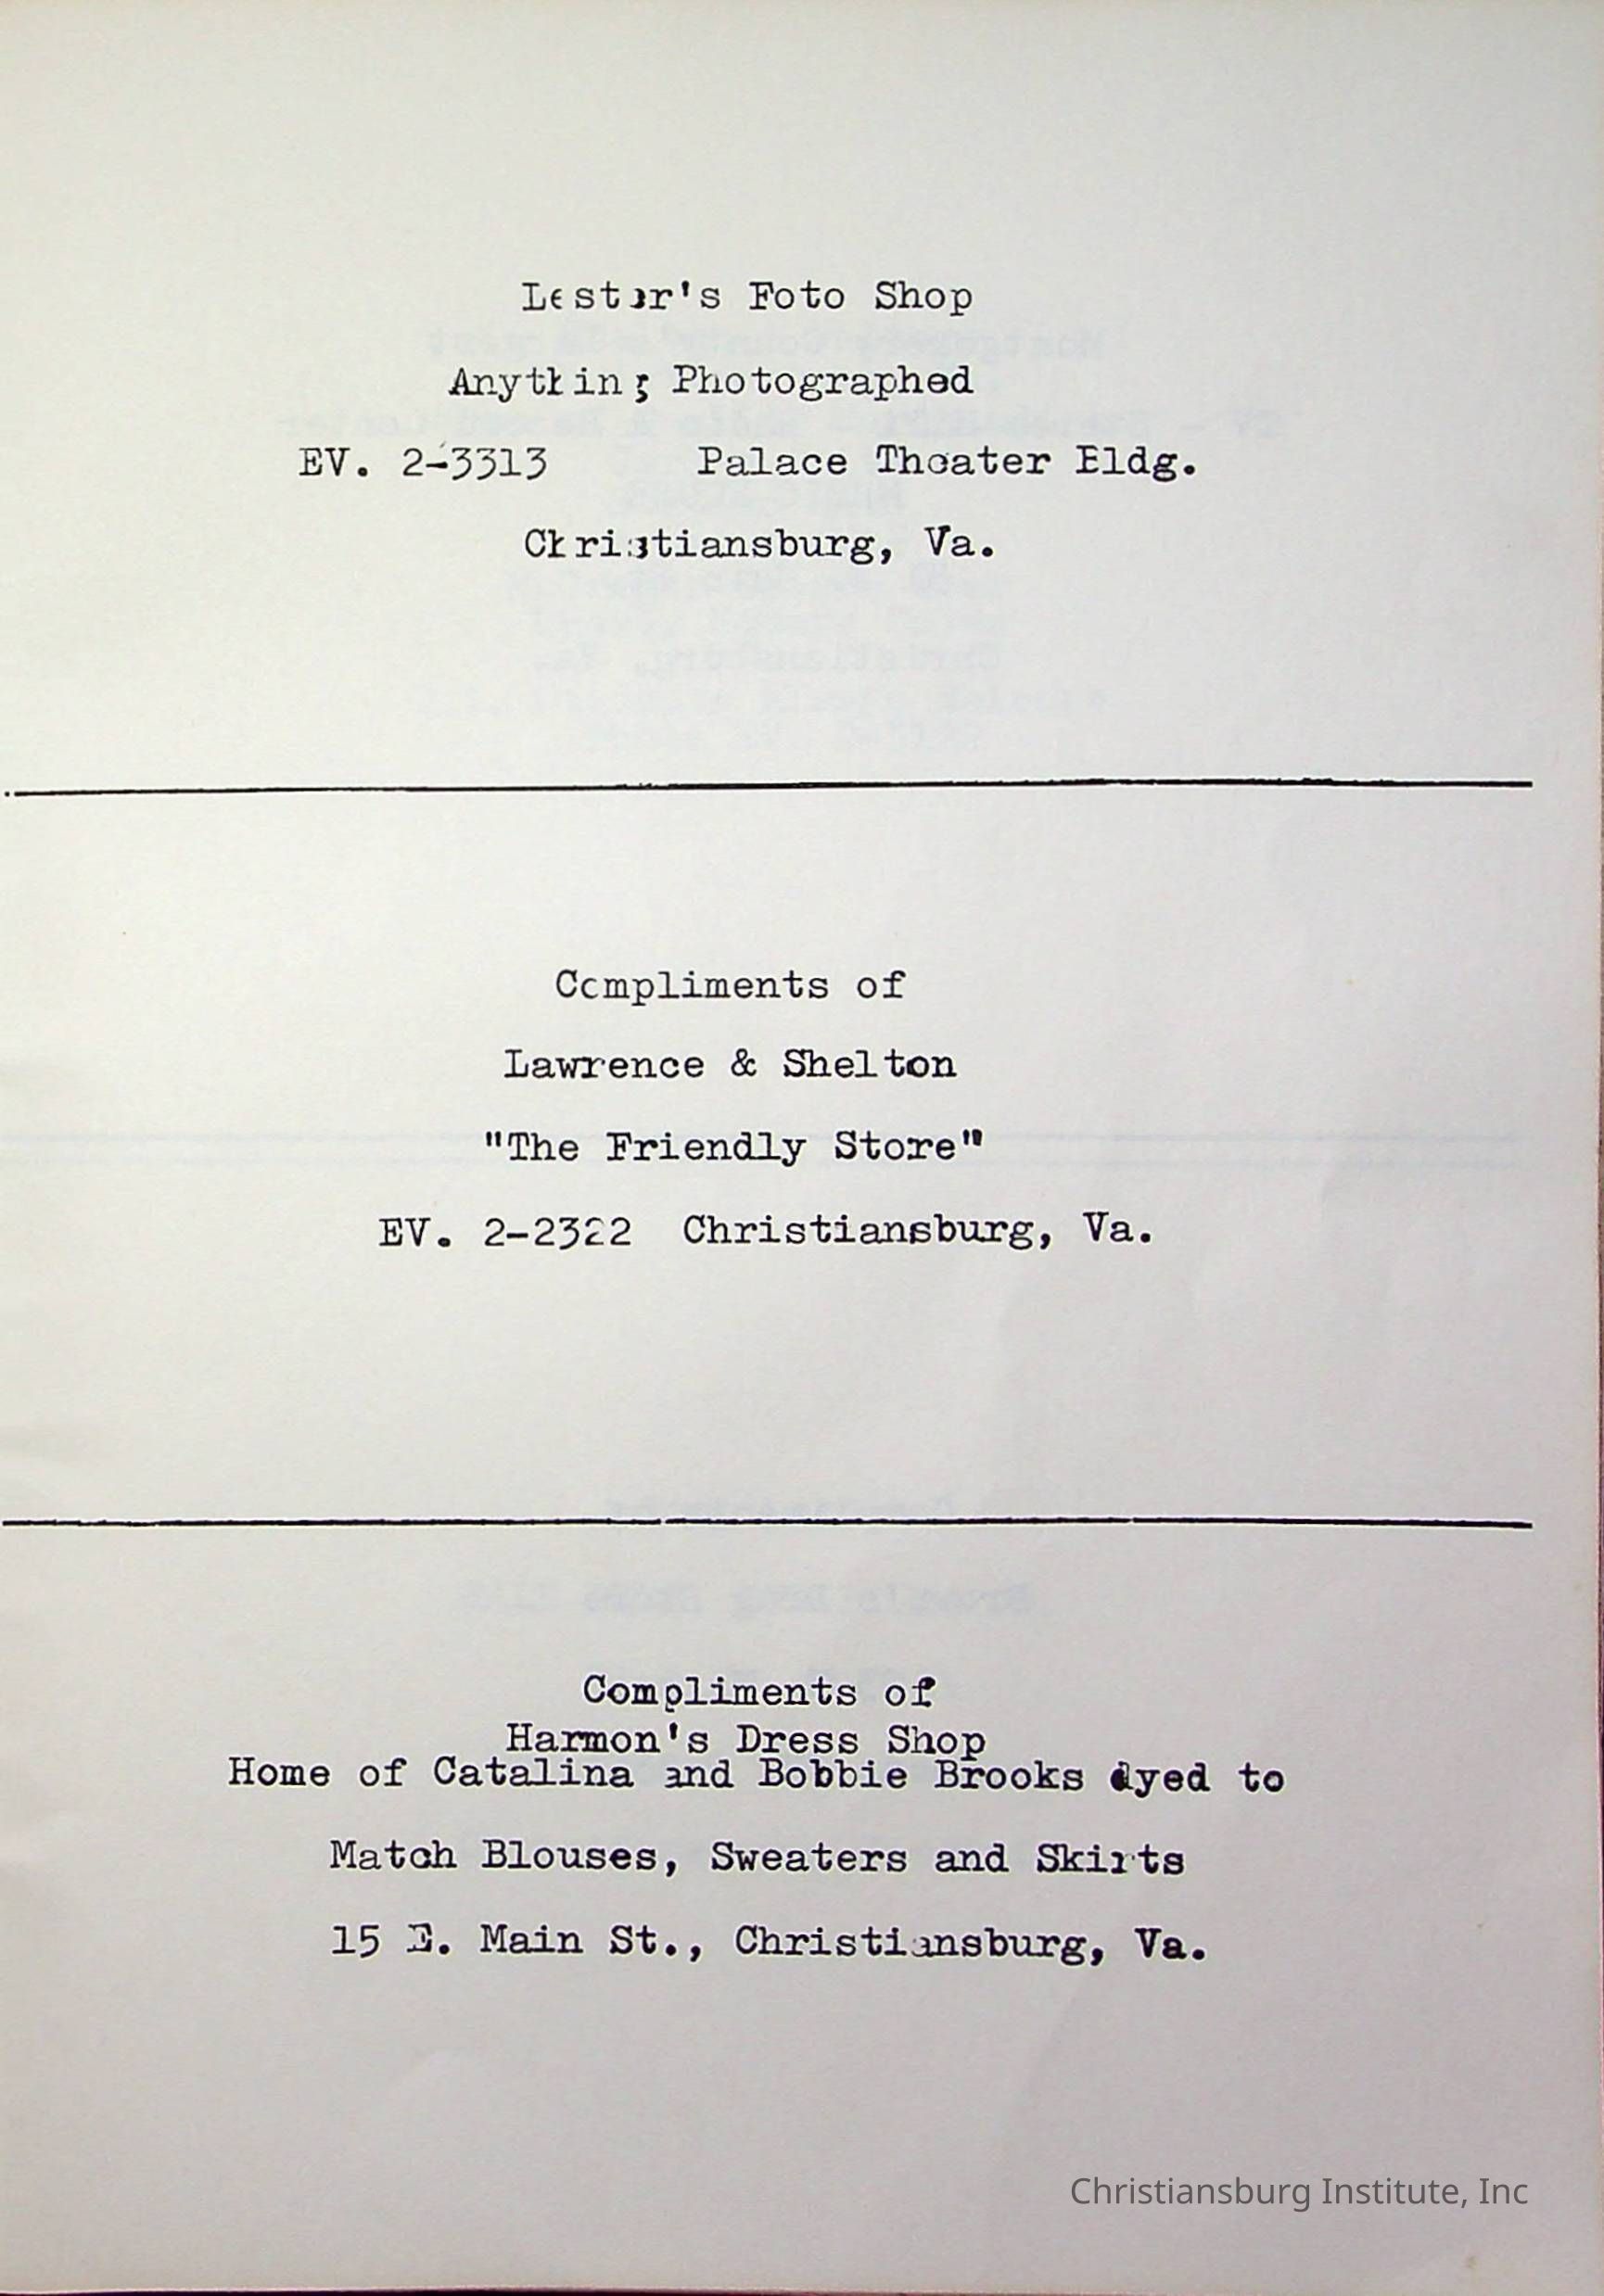 Lester's Foto Shop
Anything Photographed
EV. 2-3313 Palace Theater Bldg.
Christiansburg, Va.
Compliments of
Lawrence & Shelton
"The Friendly Store"
EV. 2-2322 Christiansburg, Va.
Compliments of
Harmon's Dress Shop
Home of Catalina and Bobbie Brooks dyed to
Match Blouses, Sweaters and Skirts
15 E. Main St., Christiansburg, Va.
Christiansburg Institute, Inc